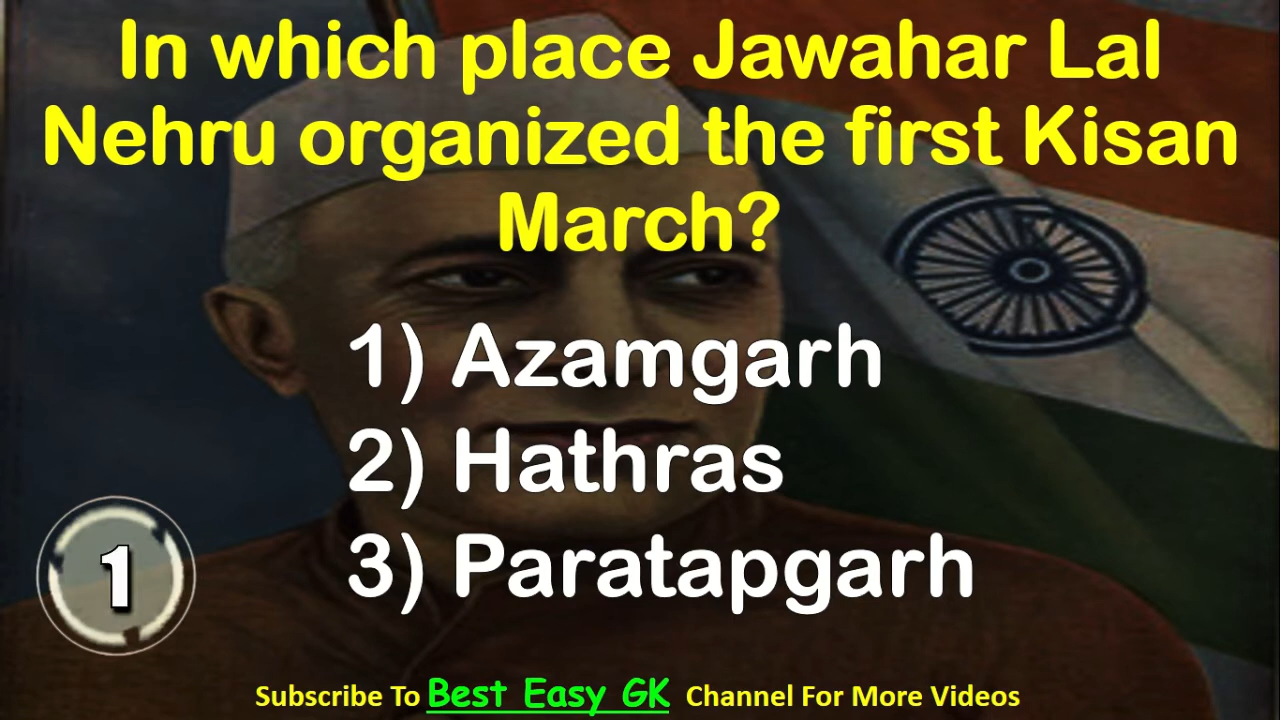 In which place Jawahar Lal
Nehru organized the first Kisan
March?
1) Azamgarh
2) Hathras
3) Paratapgarh
1
Subscribe To Best Easy GK Channel For More Videos